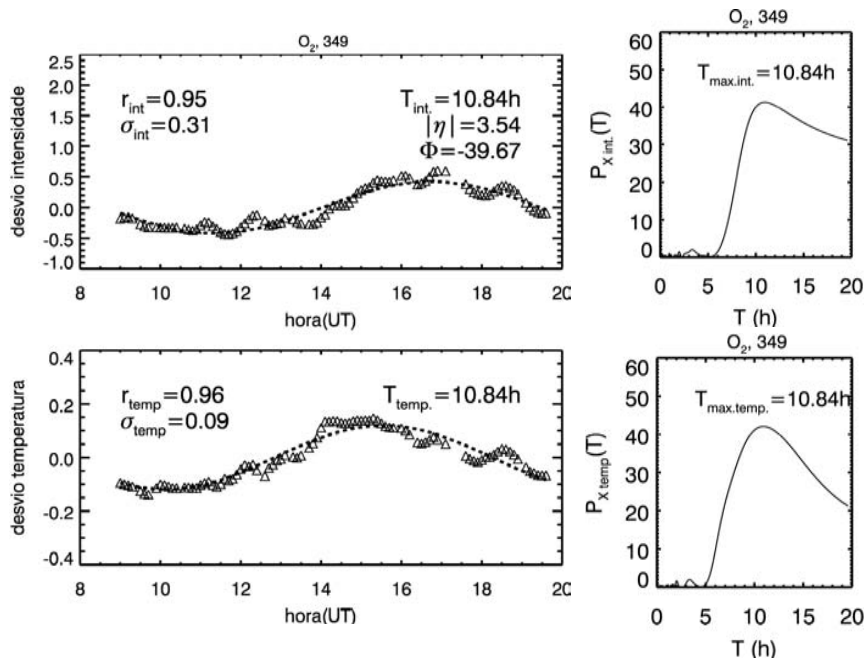 O₂, 349
desvio intensidade
2.5
2.0
1.5
1.0
0.5
0.0
-0.5
-1.0
r_int=0.95
σ_int=0.31
T_int.=10.84h
|η|=3.54
Φ=-39.67
8 10 12 14 16 18 20
hora(UT)
P_X int.(T)
60
50
40
30
20
10
0
T_max.int.=10.84h
0 5 10 15 20
T (h)
O₂, 349
desvio temperatura
0.4
0.2
0.0
-0.2
-0.4
r_temp=0.96
σ_temp=0.09
T_temp.=10.84h
8 10 12 14 16 18 20
hora(UT)
O₂, 349
P_X temp(T)
60
50
40
30
20
10
0
T_max.temp.=10.84h
0 5 10 15 20
T (h)